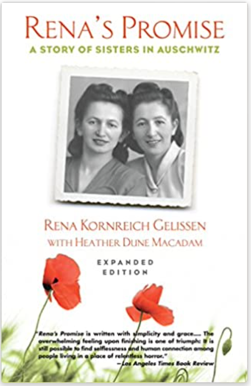 RENA'S PROMISE
A STORY OF SISTERS IN AUSCHWITZ
RENA KORNREICH GELISSEN
WITH HEATHER DUNE MACADAM
EXPANDED
EDITION
"Rena's Promise is written with simplicity and grace.... The
overwhelming feeling upon finishing is one of triumph: It is
still possible to find selflessness and human connection among
people living in a place of relentless horror."
— Los Angeles Times Book Review